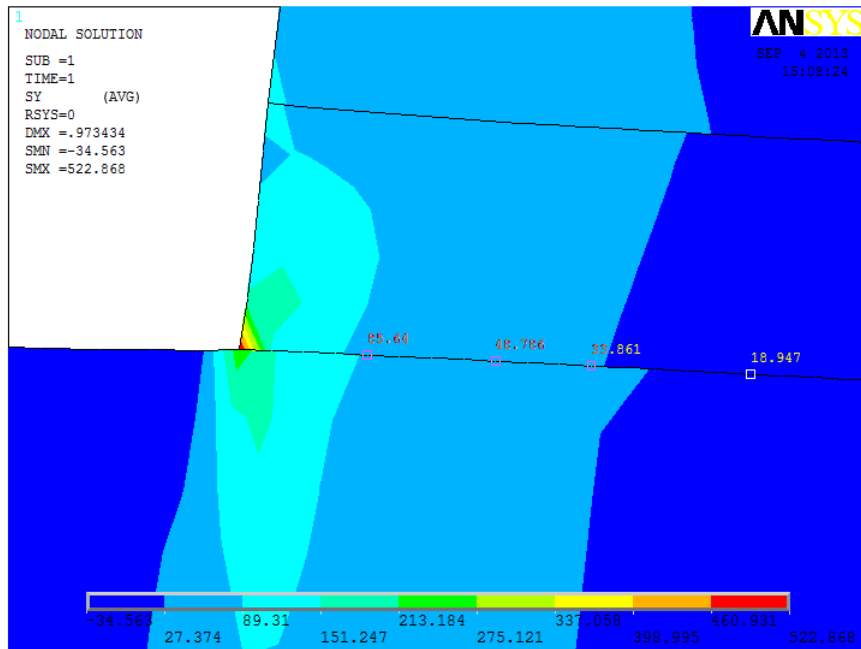 1
NODAL SOLUTION
SUB =1
TIME=1
SY (AVG)
RSYS=0
DMX =.973434
SMN =-34.563
SMX =522.868
ANSYS
SEP 4 2013
15:08:24
85.64 48.786 33.861 18.947
-34.563 89.31 213.184 337.058 460.931
27.374 151.247 275.121 398.995 522.868